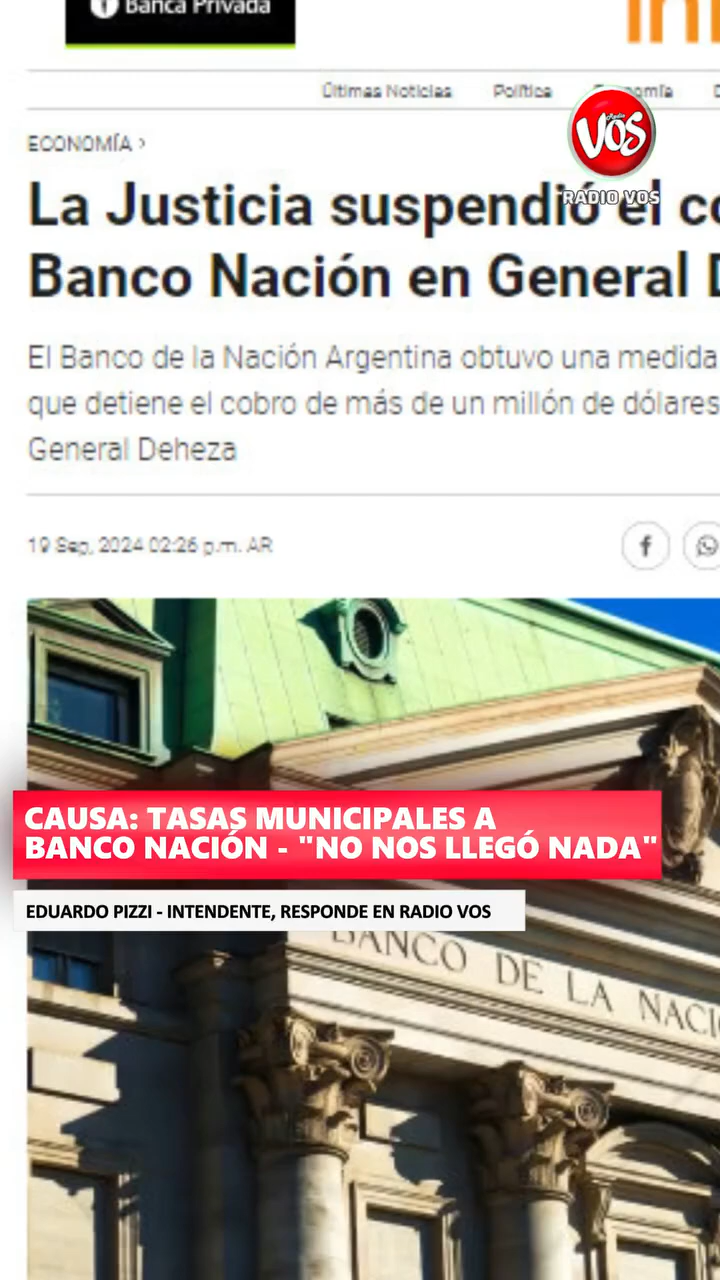 Banca Privada
Últimas Noticias Política
ECONOMÍA ›
Radio
VOS
RADIO VOS
La Justicia suspendió el
Banco Nación en General
El Banco de la Nación Argentina obtuvo una medida
que detiene el cobro de más de un millón de dólares
General Deheza
19 Sep, 2024 02:26 p.m. AR
CAUSA: TASAS MUNICIPALES A
BANCO NACIÓN - "NO NOS LLEGÓ NADA"
EDUARDO PIZZI - INTENDENTE, RESPONDE EN RADIO VOS
BANCO DE LA